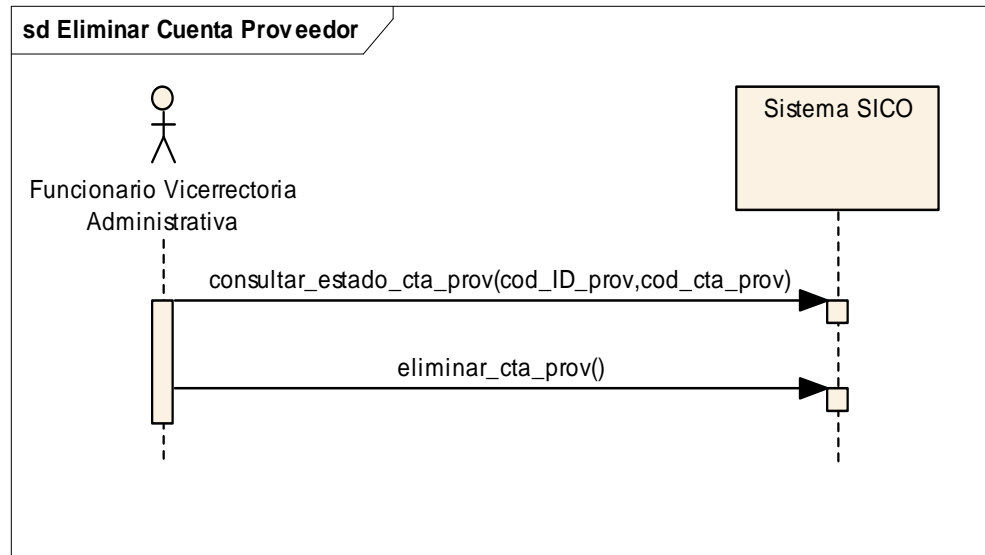 sd Eliminar Cuenta Proveedor
Funcionario Vicerrectoria
Administrativa
Sistema SICO
consultar_estado_cta_prov(cod_ID_prov,cod_cta_prov)
eliminar_cta_prov()